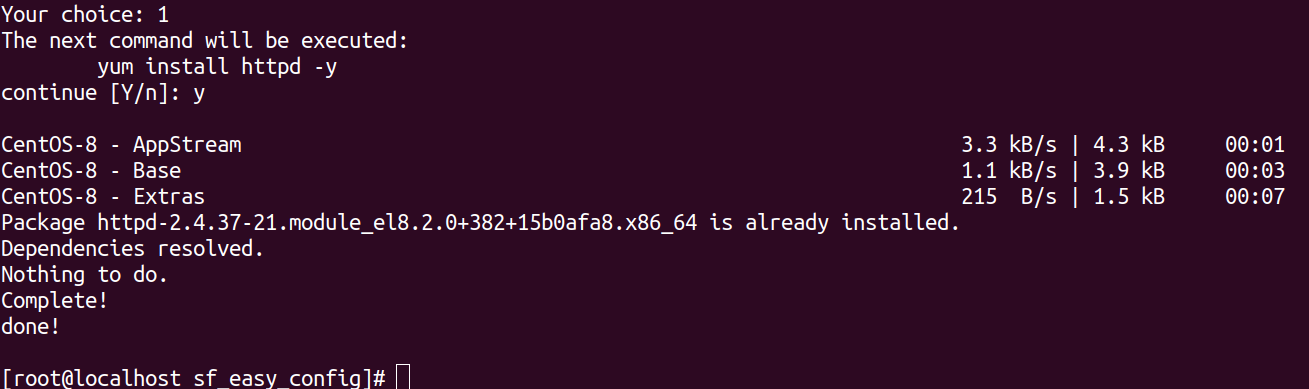 Your choice: 1
The next command will be executed:
        yum install httpd -y
continue [Y/n]: y

CentOS-8 - AppStream                                                            3.3 kB/s | 4.3 kB     00:01
CentOS-8 - Base                                                                 1.1 kB/s | 3.9 kB     00:03
CentOS-8 - Extras                                                               215  B/s | 1.5 kB     00:07
Package httpd-2.4.37-21.module_el8.2.0+382+15b0afa8.x86_64 is already installed.
Dependencies resolved.
Nothing to do.
Complete!
done!

[root@localhost sf_easy_config]#